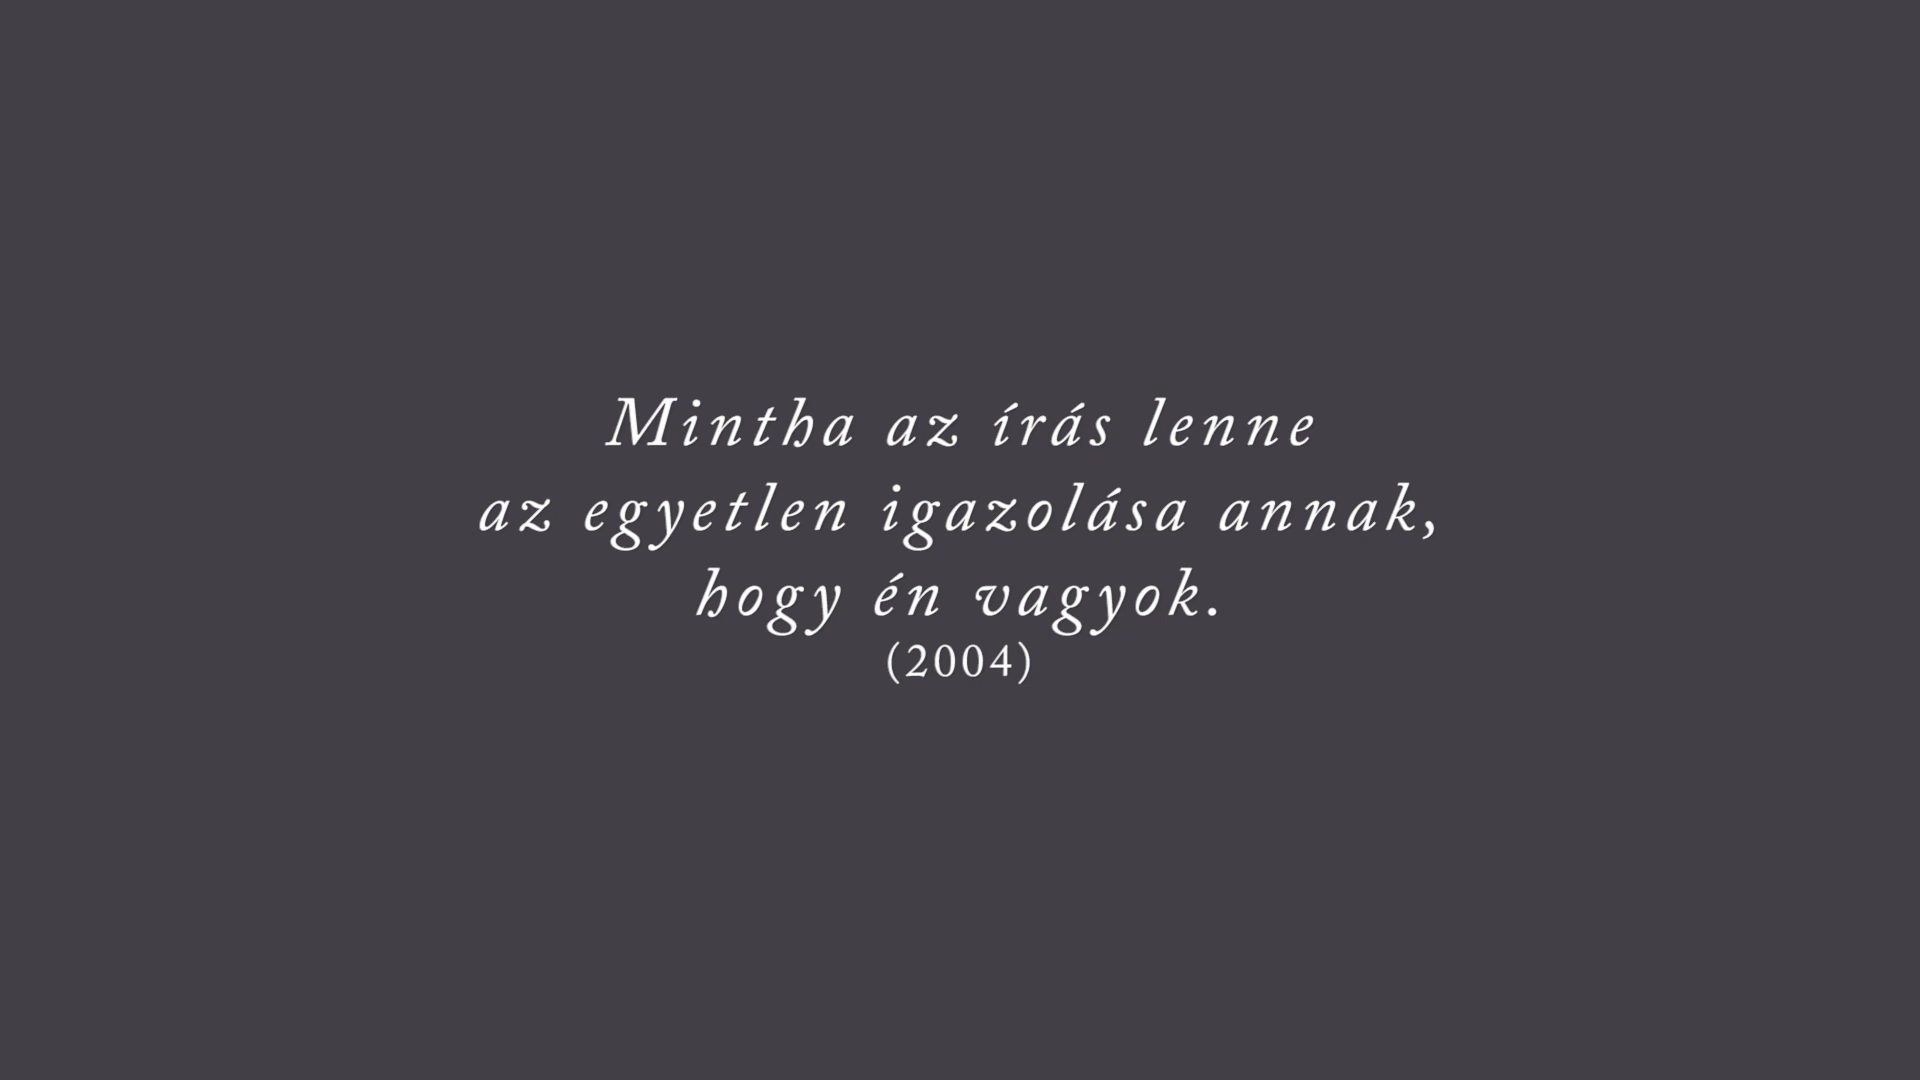 Mintha az írás lenne
az egyetlen igazolása annak,
hogy én vagyok.
(2004)